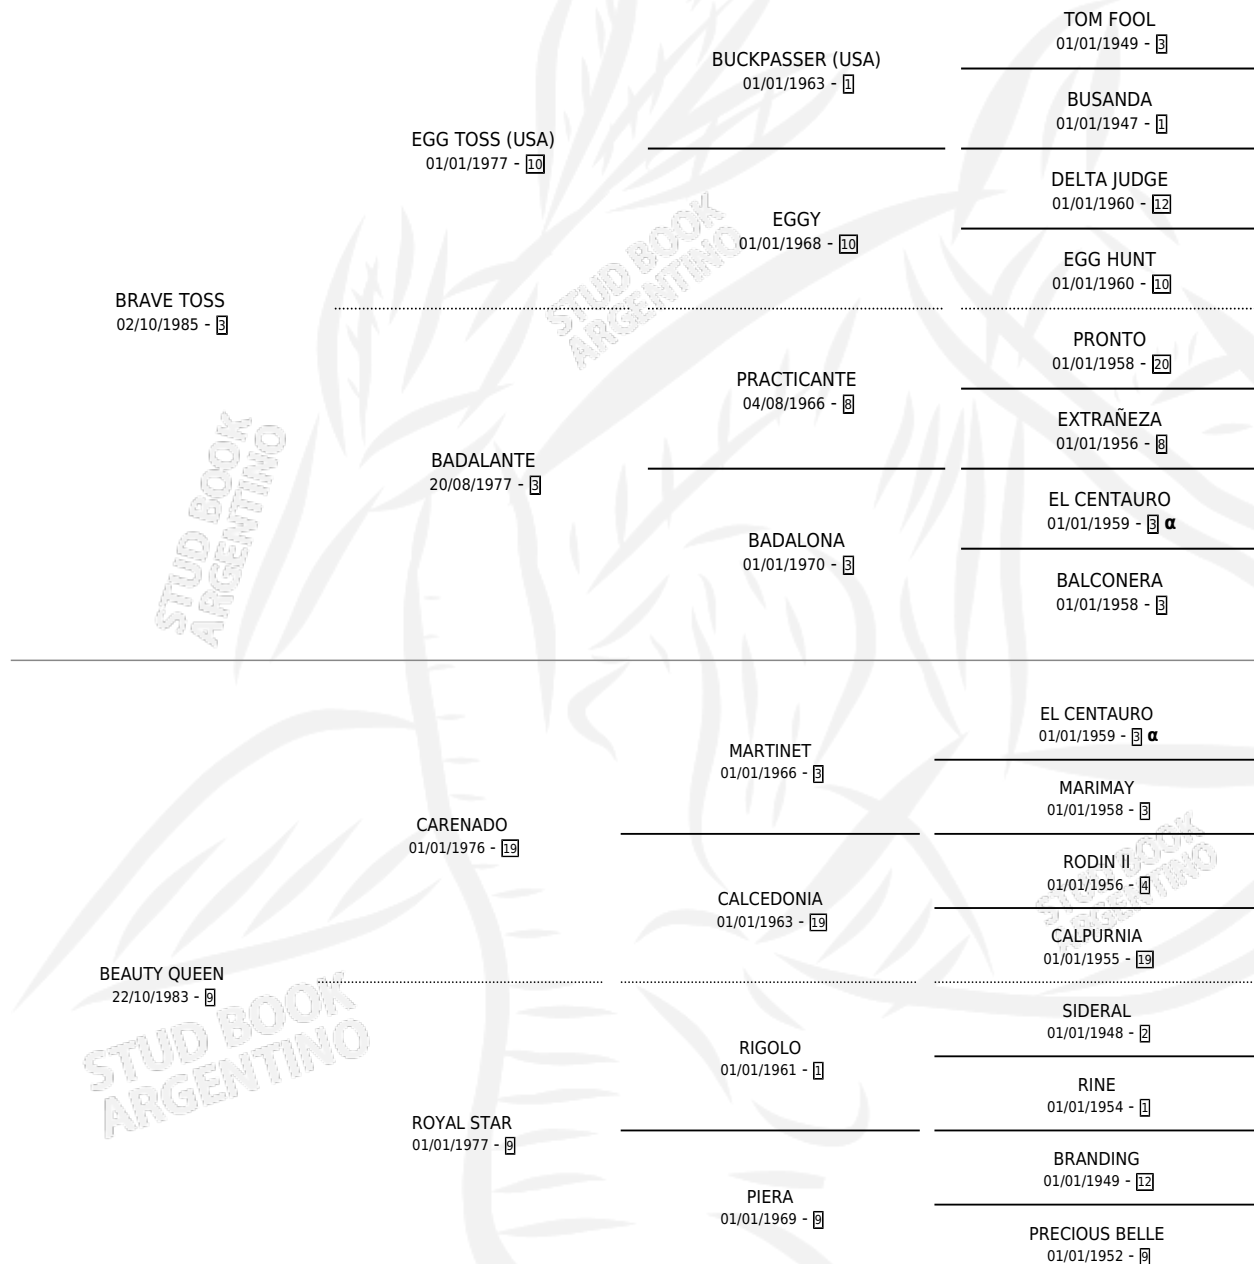 TOM FOOL
01/01/1949 - 3
BUCKPASSER (USA)
01/01/1963 - 1
BUSANDA
01/01/1947 - 1
EGG TOSS (USA)
01/01/1977 - 10
DELTA JUDGE
01/01/1960 - 12
EGGY
01/01/1968 - 10
EGG HUNT
01/01/1960 - 10
BRAVE TOSS
02/10/1985 - 3
PRONTO
01/01/1958 - 20
PRACTICANTE
04/08/1966 - 8
EXTRAÑEZA
01/01/1956 - 8
BADALANTE
20/08/1977 - 3
EL CENTAURO
01/01/1959 - 3 α
BADALONA
01/01/1970 - 3
BALCONERA
01/01/1958 - 3
EL CENTAURO
01/01/1959 - 3 α
MARTINET
01/01/1966 - 3
MARIMAY
01/01/1958 - 3
CARENADO
01/01/1976 - 19
RODIN II
01/01/1956 - 4
CALCEDONIA
01/01/1963 - 19
CALPURNIA
01/01/1955 - 19
BEAUTY QUEEN
22/10/1983 - 9
SIDERAL
01/01/1948 - 2
RIGOLO
01/01/1961 - 1
RINE
01/01/1954 - 1
ROYAL STAR
01/01/1977 - 9
BRANDING
01/01/1949 - 12
PIERA
01/01/1969 - 9
PRECIOUS BELLE
01/01/1952 - 9
STUD BOOK
ARGENTINO
STUD BOOK
ARGENTINO
STUD BOOK
ARGENTINO
STUD BOOK
ARGENTINO